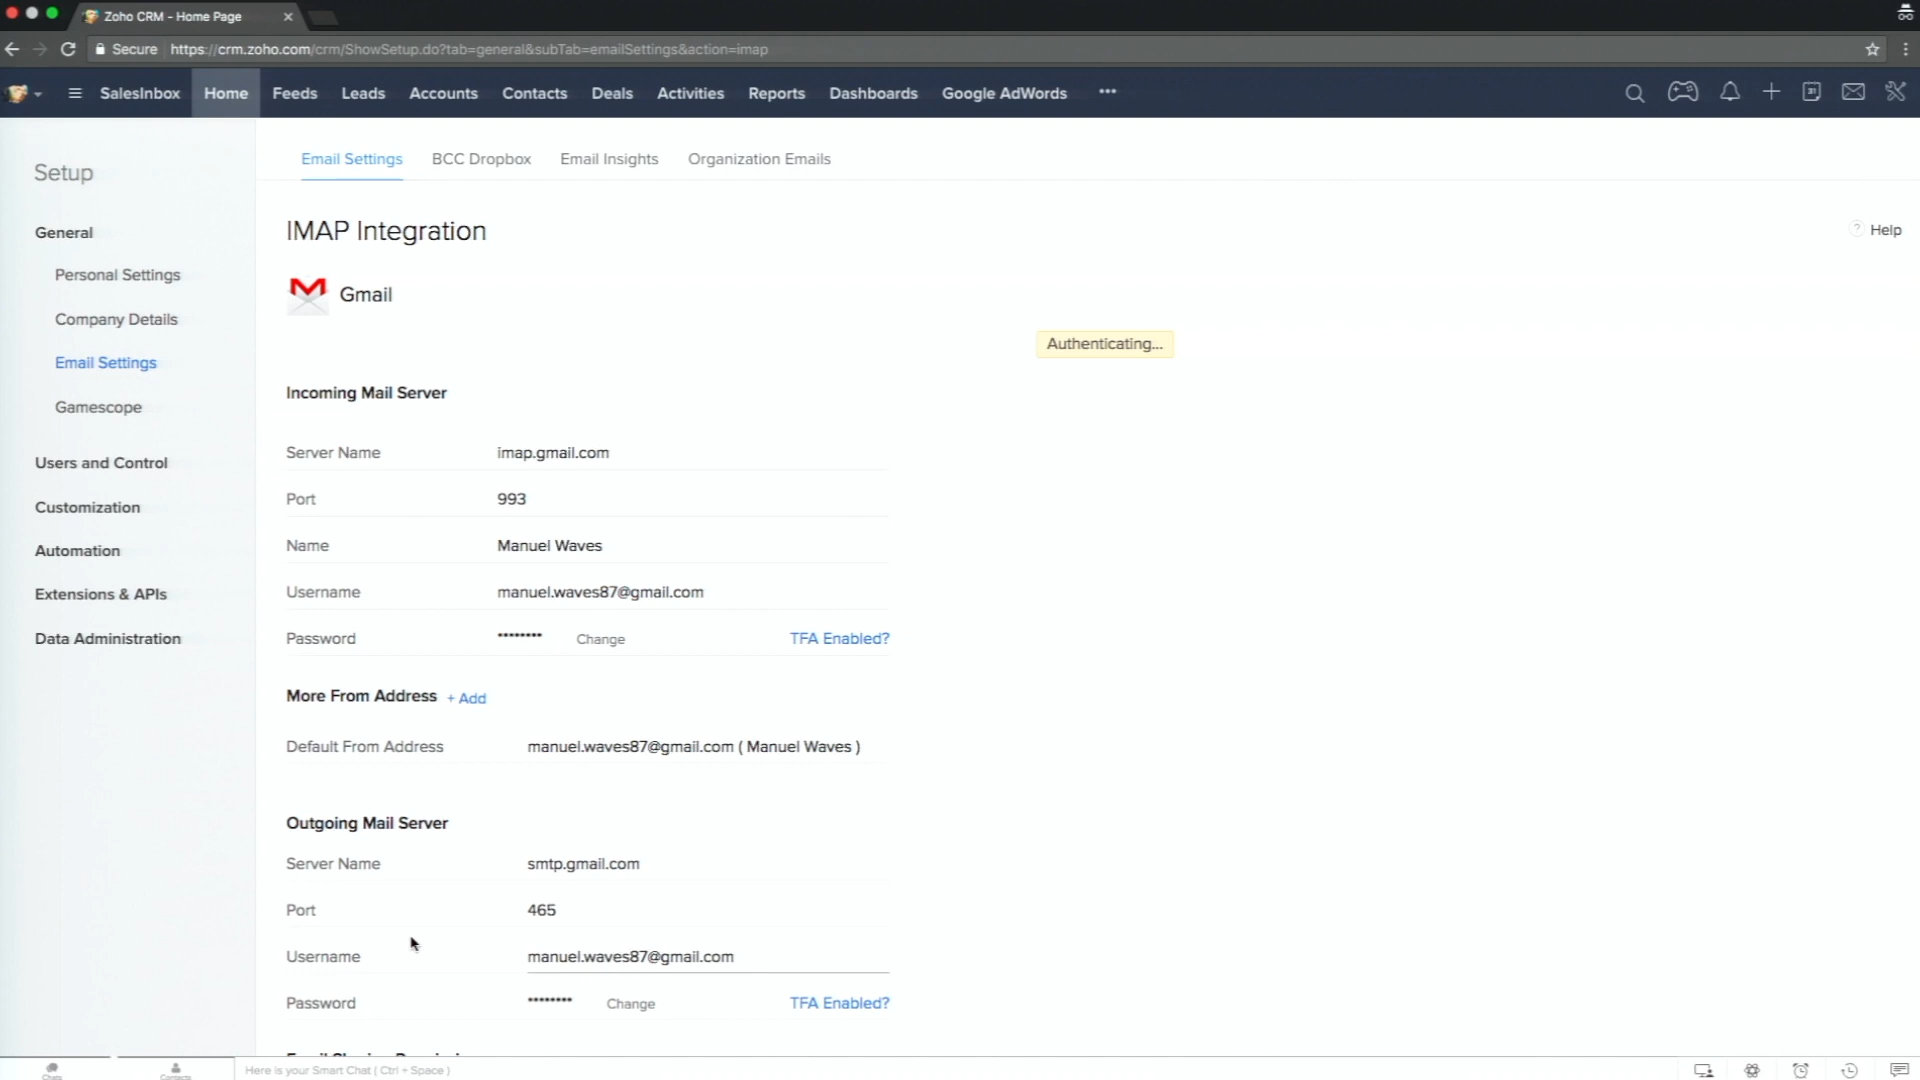 Zoho CRM - Home Page
Secure https://crm.zoho.com/crm/ShowSetup.do?tab=general&subTab=emailSettings&action=imap
SalesInbox Home Feeds Leads Accounts Contacts Deals Activities Reports Dashboards Google AdWords •••
Setup
General
Personal Settings
Company Details
Email Settings
Gamescope
Users and Control
Customization
Automation
Extensions & APIs
Data Administration
Email Settings BCC Dropbox Email Insights Organization Emails
IMAP Integration
? Help
Gmail
Authenticating...
Incoming Mail Server
Server Name imap.gmail.com
Port 993
Name Manuel Waves
Username manuel.waves87@gmail.com
Password •••••••• Change TFA Enabled?
More From Address + Add
Default From Address manuel.waves87@gmail.com ( Manuel Waves )
Outgoing Mail Server
Server Name smtp.gmail.com
Port 465
Username manuel.waves87@gmail.com
Password •••••••• Change TFA Enabled?
Chats Contacts Here is your Smart Chat ( Ctrl + Space )